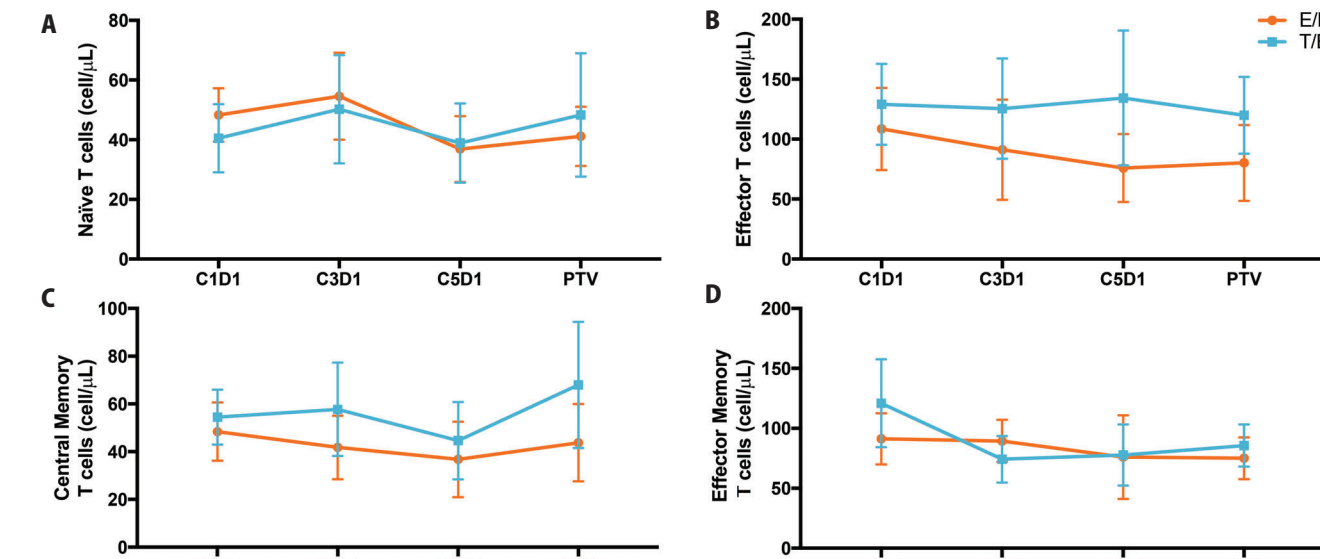 A
Naïve T cells (cell/μL)
80
60
40
20
0
C1D1 C3D1 C5D1 PTV
B
Effector T cells (cell/μL)
200
150
100
50
0
C1D1 C3D1 C5D1 PTV
C
Central Memory
T cells (cell/μL)
100
80
60
40
20
0
D
Effector Memory
T cells (cell/μL)
200
150
100
50
0